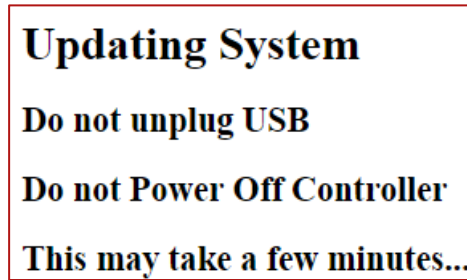 Updating System
Do not unplug USB
Do not Power Off Controller
This may take a few minutes...